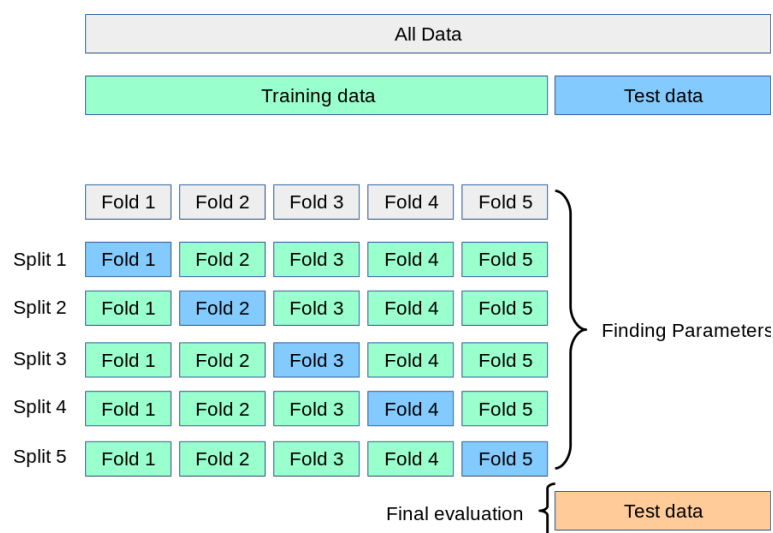 All Data
Training data Test data
Fold 1 Fold 2 Fold 3 Fold 4 Fold 5
Split 1 Fold 1 Fold 2 Fold 3 Fold 4 Fold 5
Split 2 Fold 1 Fold 2 Fold 3 Fold 4 Fold 5
Finding Parameters
Split 3 Fold 1 Fold 2 Fold 3 Fold 4 Fold 5
Split 4 Fold 1 Fold 2 Fold 3 Fold 4 Fold 5
Split 5 Fold 1 Fold 2 Fold 3 Fold 4 Fold 5
Final evaluation Test data